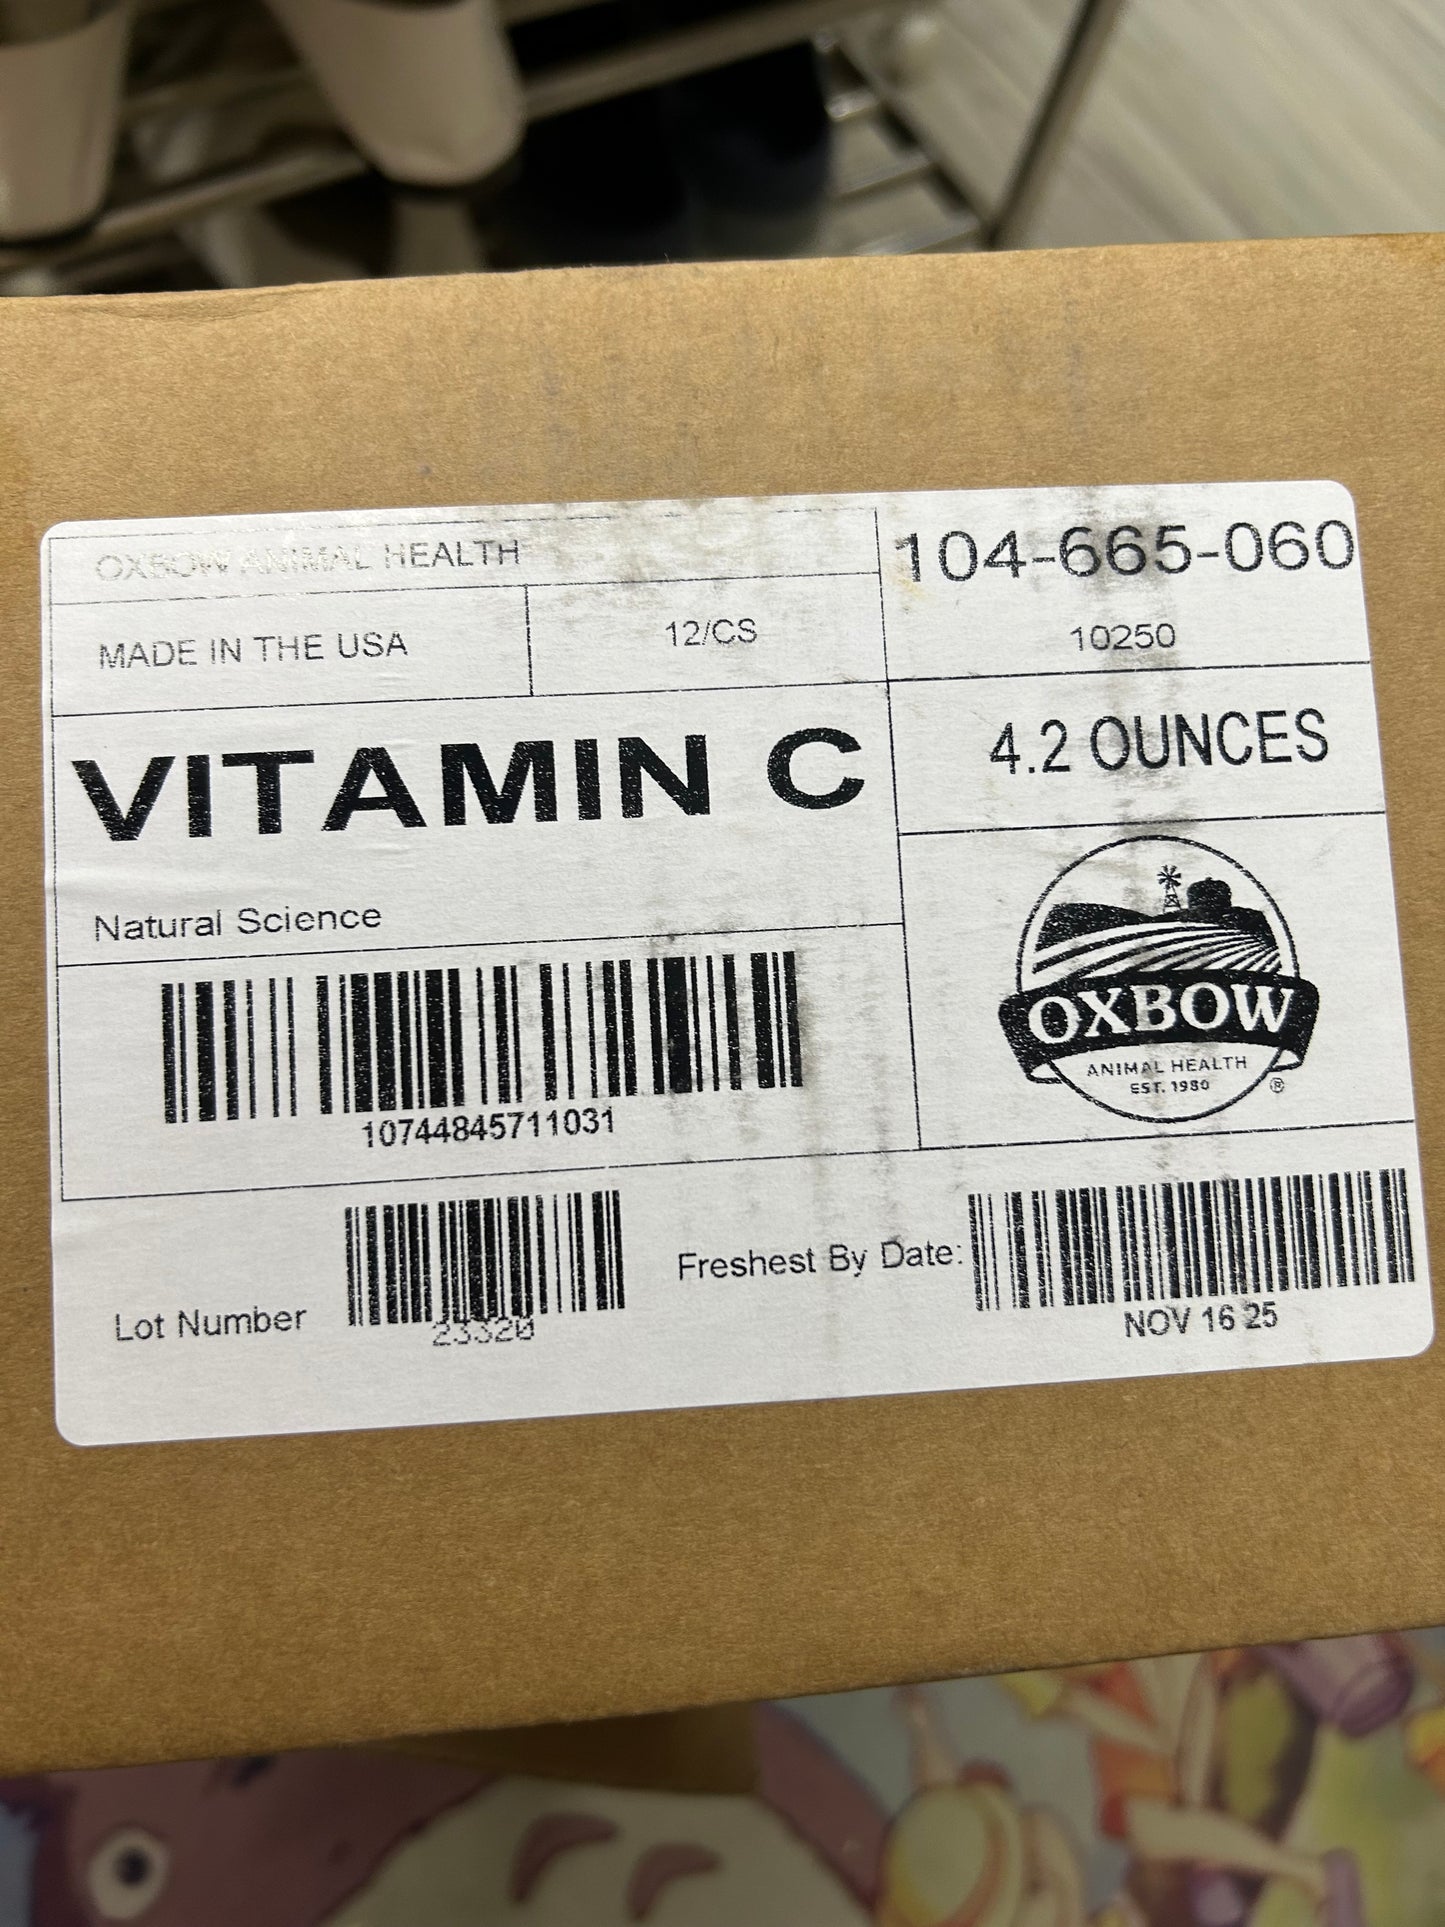 OXBOW ANIMAL HEALTH
104-665-060
MADE IN THE USA
12/CS
10250
VITAMIN C
4.2 OUNCES
Natural Science
10744845711031
OXBOW
ANIMAL HEALTH
EST. 1980
®
Lot Number
23320
Freshest By Date:
NOV 16 25